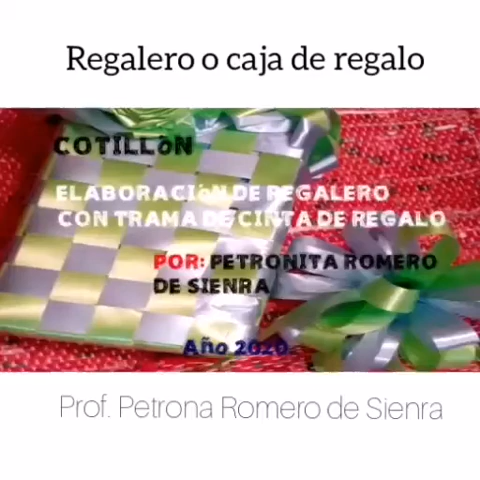 Regalero o caja de regalo
COTILLòN
ELABORACIóN DE REGALERO
CON TRAMA DE CINTA DE REGALO
POR: PETRONITA ROMERO
DE SIENRA
Año 2020
Prof. Petrona Romero de Sienra